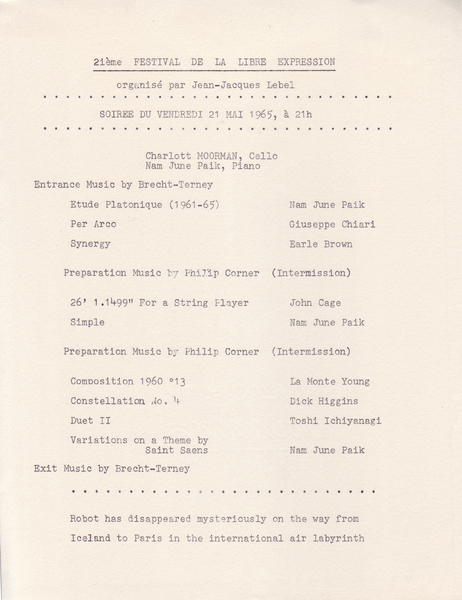 2ième FESTIVAL DE LA LIBRE EXPRESSION
organisé par Jean-Jacques Lebel
SOIREE DU VENDREDI 21 MAI 1965, à 21h
Charlott MOORMAN, Cello
Nam June Paik, Piano
Entrance Music by Brecht-Terney
Etude Platonique (1961-65) Nam June Paik
Per Arco Giuseppe Chiari
Synergy Earle Brown
Preparation Music by Philip Corner (Intermission)
26' 1.1499" For a String Player John Cage
Simple Nam June Paik
Preparation Music by Philip Corner (Intermission)
Composition 1960 °13 La Monte Young
Constellation No. 4 Dick Higgins
Duet II Toshi Ichiyanagi
Variations on a Theme by
Saint Saens Nam June Paik
Exit Music by Brecht-Terney
Robot has disappeared mysteriously on the way from
Iceland to Paris in the international air labyrinth